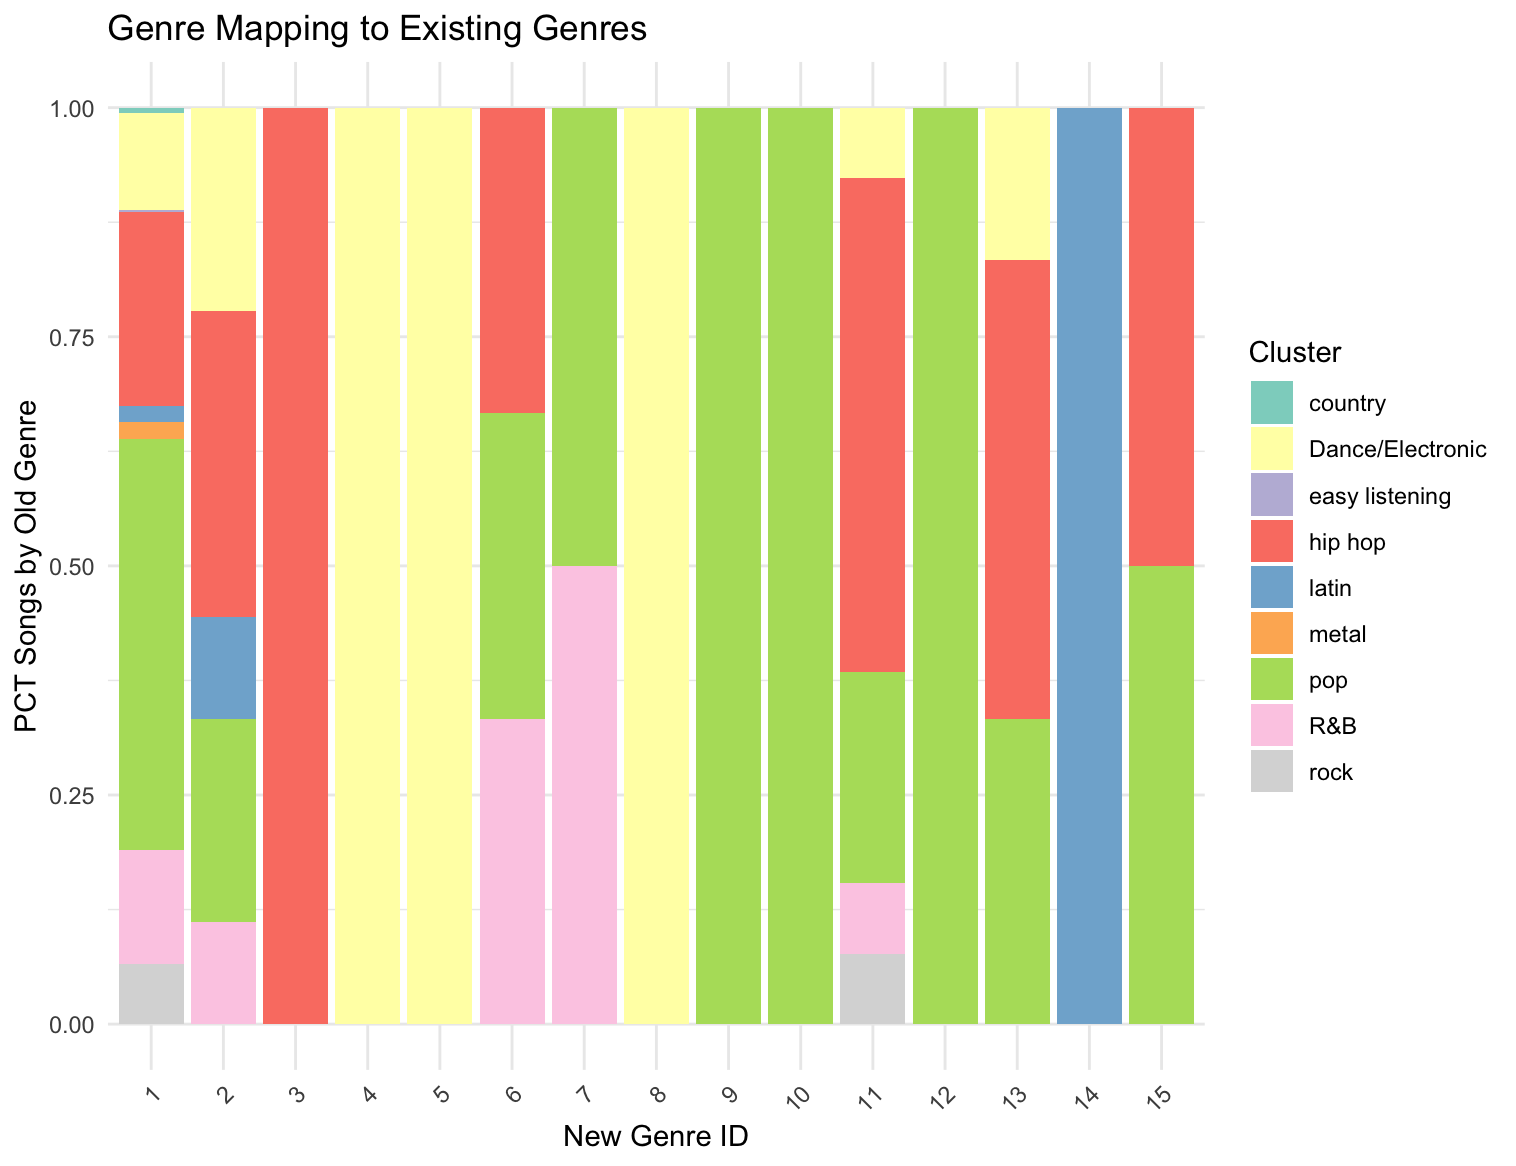 Genre Mapping to Existing Genres
1.00
0.75
0.50
0.25
0.00
PCT Songs by Old Genre
1 2 3 4 5 6 7 8 9 10 11 12 13 14 15
New Genre ID
Cluster
country
Dance/Electronic
easy listening
hip hop
latin
metal
pop
R&B
rock